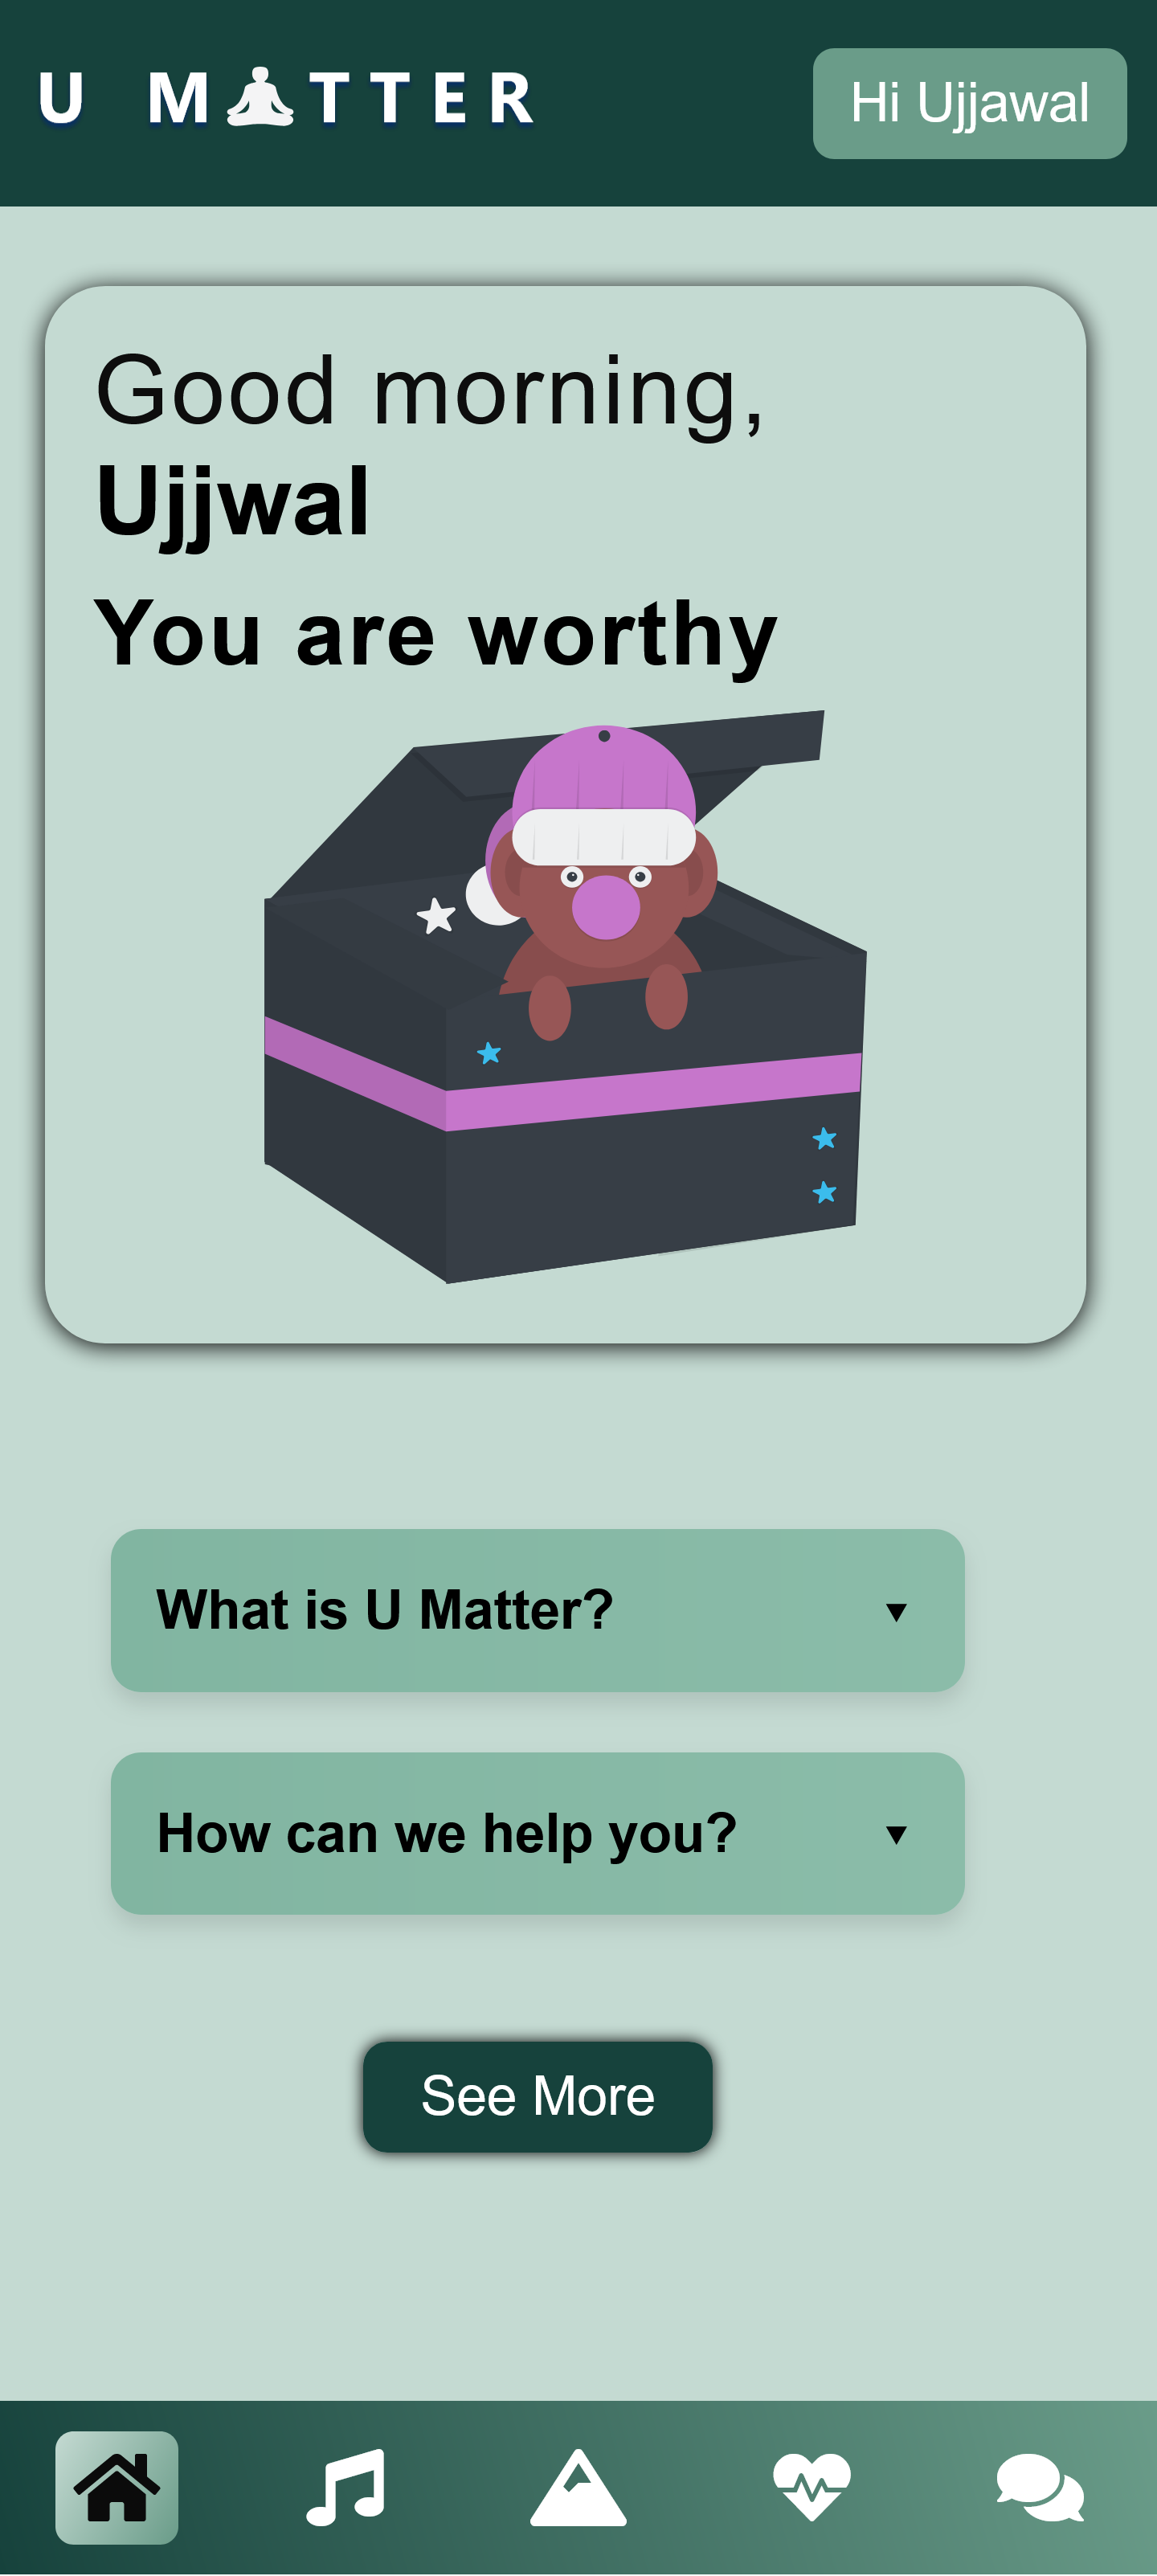 U MATTER
Hi Ujjawal
Good morning,
Ujjwal
You are worthy
What is U Matter?
How can we help you?
See More